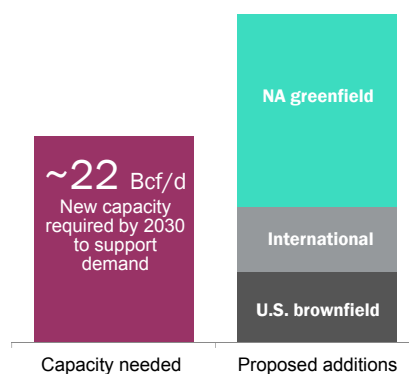 NA greenfield
~22 Bcf/d
New capacity
required by 2030
to support
demand
International
U.S. brownfield
Capacity needed
Proposed additions